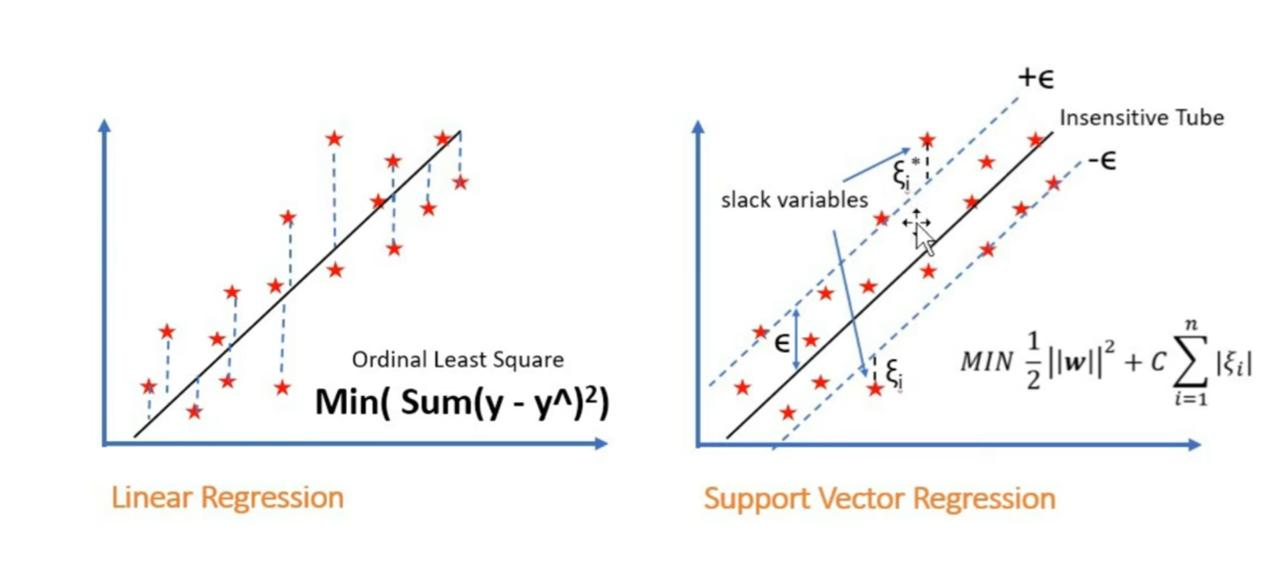 Ordinal Least Square
Min( Sum(y - y^)²)
Linear Regression
+ϵ
Insensitive Tube
-ϵ
ξᵢ*
slack variables
ϵ
ξᵢ
MIN 1/2 ||w||² + C ∑ⁿᵢ₌₁ |ξᵢ|
Support Vector Regression